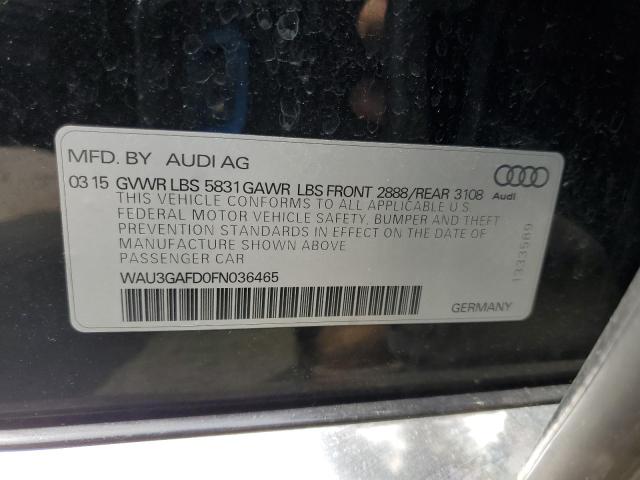 MFD. BY AUDI AG
03 15 GVWR LBS 5831 GAWR LBS FRONT 2888/REAR 3108
Audi
THIS VEHICLE CONFORMS TO ALL APPLICABLE U.S.
FEDERAL MOTOR VEHICLE SAFETY, BUMPER AND THEFT
PREVENTION STANDARDS IN EFFECT ON THE DATE OF
MANUFACTURE SHOWN ABOVE
PASSENGER CAR
1333589
WAU3GAFD0FN036465
GERMANY